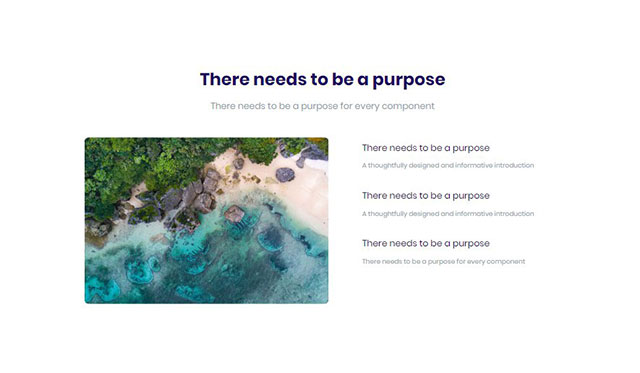 There needs to be a purpose
There needs to be a purpose for every component
There needs to be a purpose
A thoughtfully designed and informative introduction
There needs to be a purpose
A thoughtfully designed and informative introduction
There needs to be a purpose
There needs to be a purpose for every component